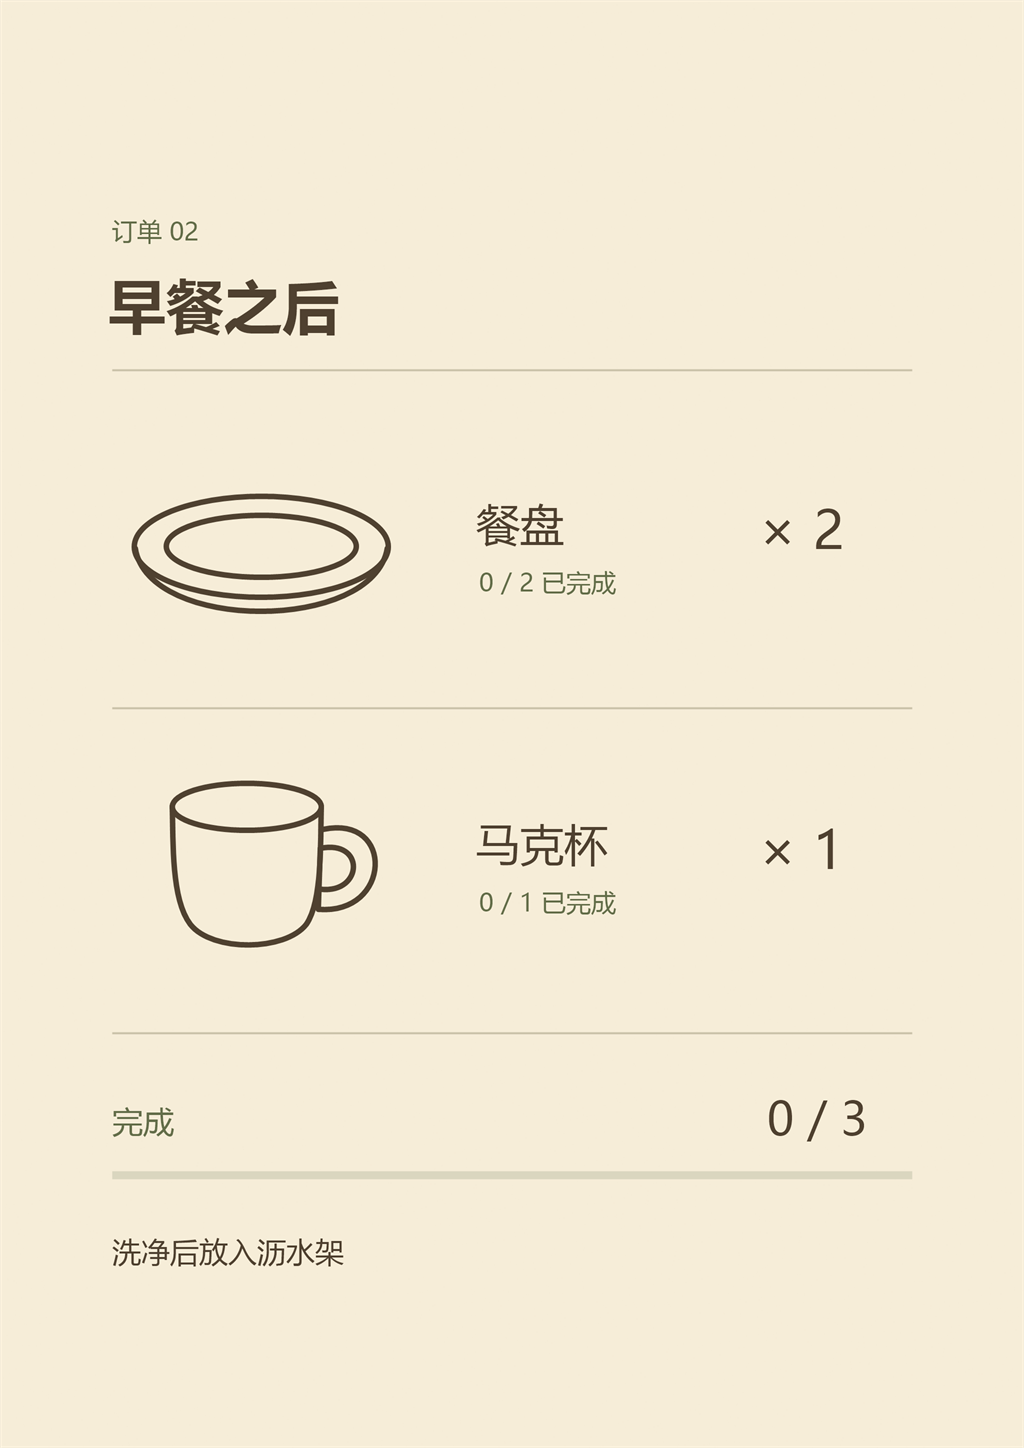 订单 02
早餐之后
餐盘
× 2
0 / 2 已完成
马克杯
× 1
0 / 1 已完成
完成
0 / 3
洗净后放入沥水架